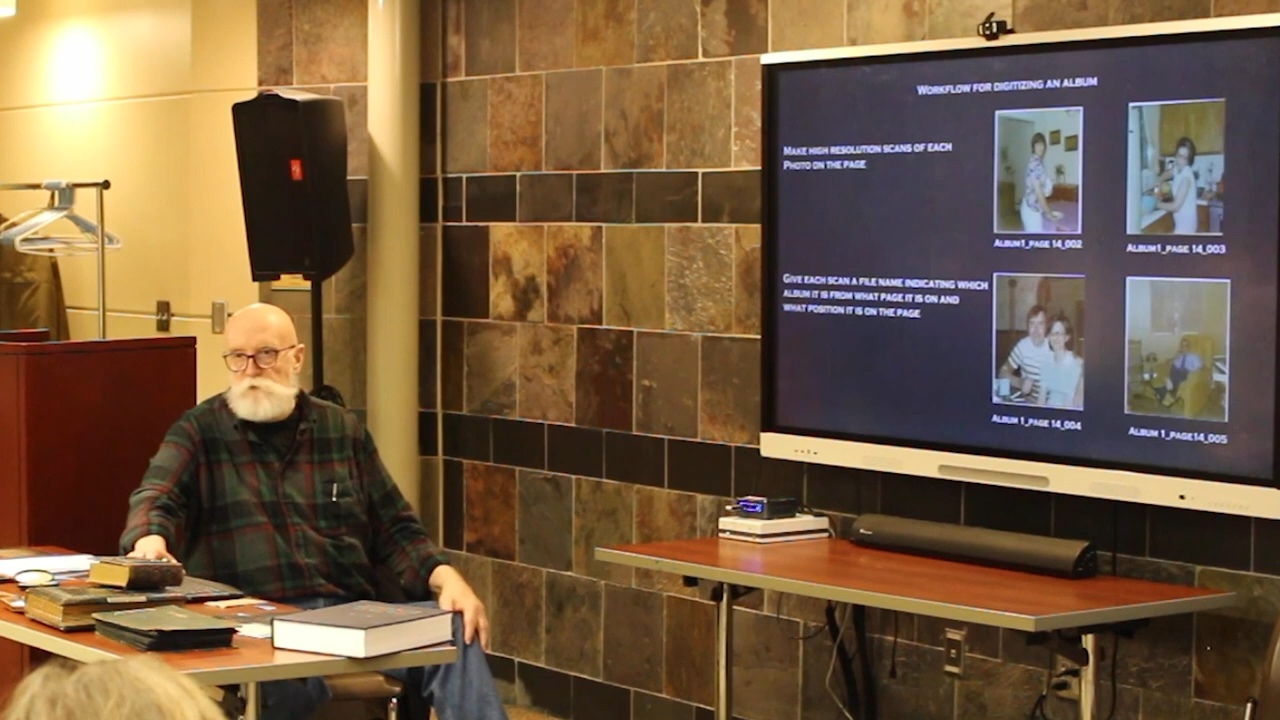 WORKFLOW FOR DIGITIZING AN ALBUM
MAKE HIGH RESOLUTION SCANS OF EACH
PHOTO ON THE PAGE
ALBUM1_PAGE 14_002
ALBUM1_PAGE 14_003
GIVE EACH SCAN A FILE NAME INDICATING WHICH
ALBUM IT IS FROM WHAT PAGE IT IS ON AND
WHAT POSITION IT IS ON THE PAGE
ALBUM 1_PAGE 14_004
ALBUM 1_PAGE14_005